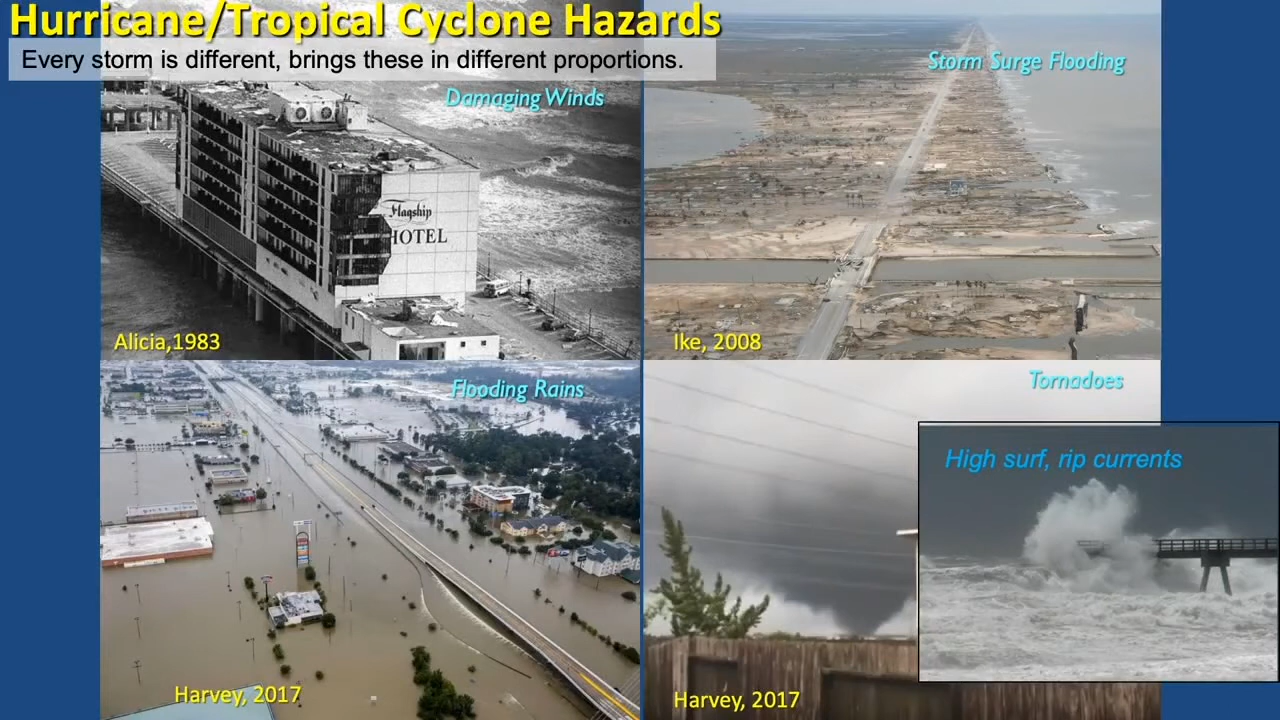 Hurricane/Tropical Cyclone Hazards
Every storm is different, brings these in different proportions.
Damaging Winds
Storm Surge Flooding
Flagship
HOTEL
Alicia,1983
Ike, 2008
Flooding Rains
Tornadoes
High surf, rip currents
Harvey, 2017
Harvey, 2017